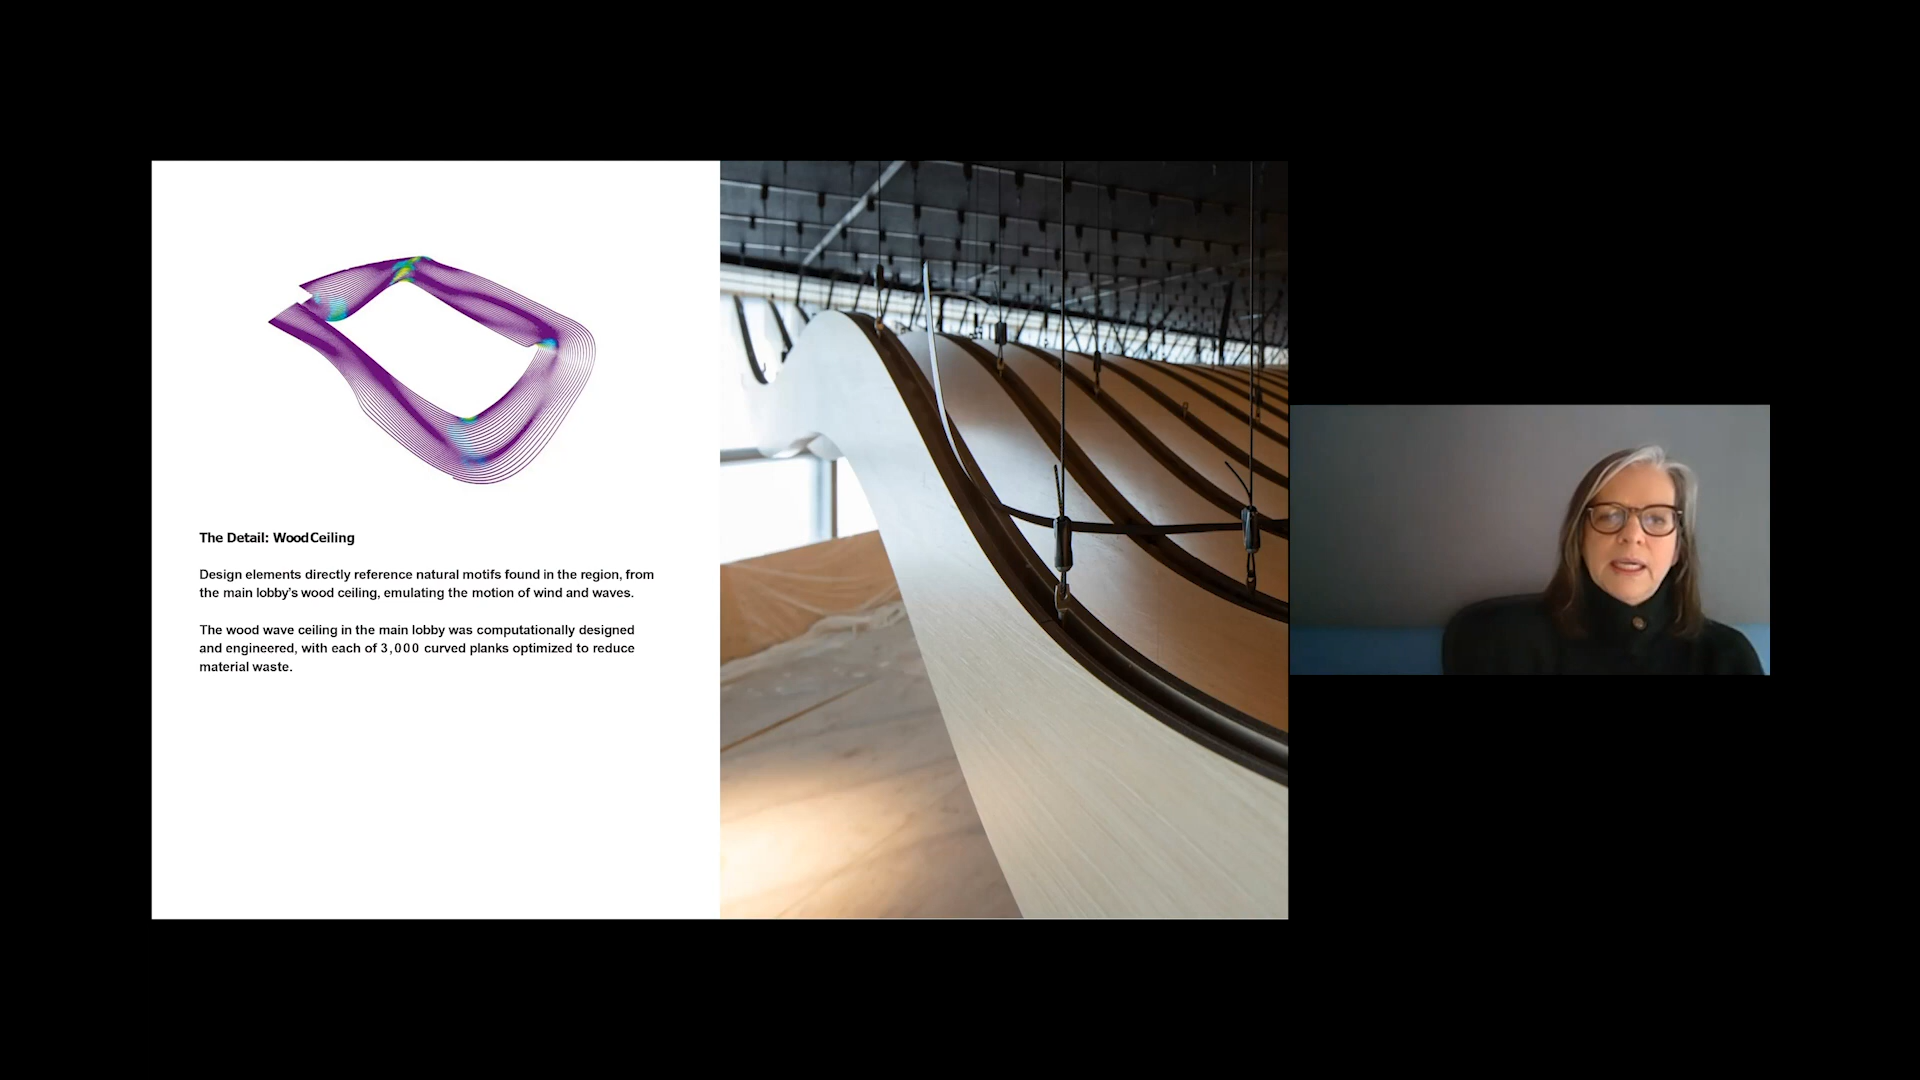 The Detail: Wood Ceiling
Design elements directly reference natural motifs found in the region, from
the main lobby's wood ceiling, emulating the motion of wind and waves.
The wood wave ceiling in the main lobby was computationally designed
and engineered, with each of 3,000 curved planks optimized to reduce
material waste.